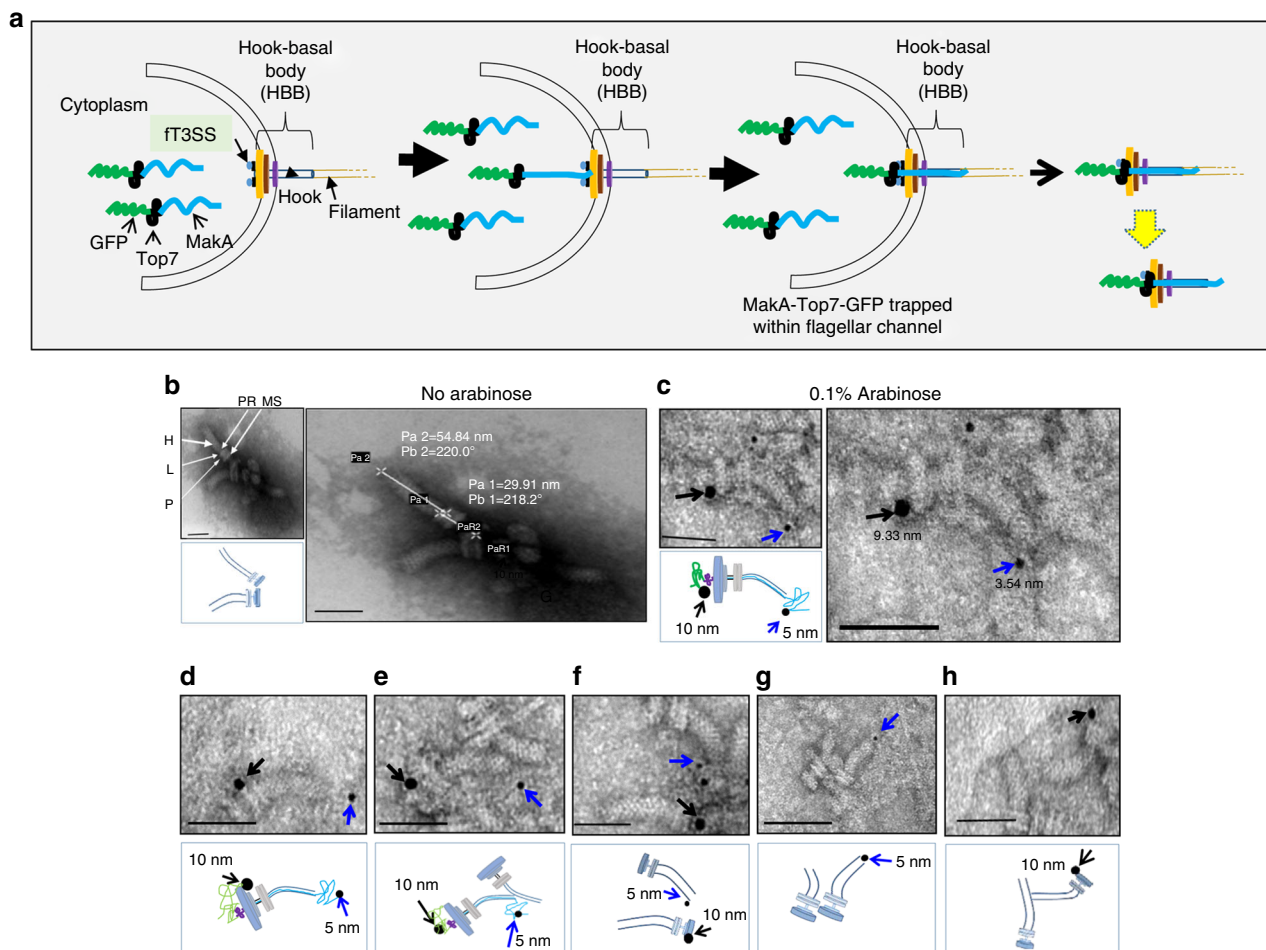 a
Hook-basal
body
(HBB)
Hook-basal
body
(HBB)
Hook-basal
body
(HBB)
Cytoplasm
fT3SS
Hook
Filament
GFP
Top7
MakA
MakA-Top7-GFP trapped
within flagellar channel
b
No arabinose
PR MS
H
L
P
Pa 2=54.84 nm
Pb 2=220.0°
Pa 2
Pa 1=29.91 nm
Pb 1=218.2°
Pa 1
PaR2
PaR1
c
0.1% Arabinose
9.33 nm
3.54 nm
10 nm
5 nm
d
e
f
g
h
10 nm
5 nm
10 nm
5 nm
5 nm
10 nm
5 nm
10 nm